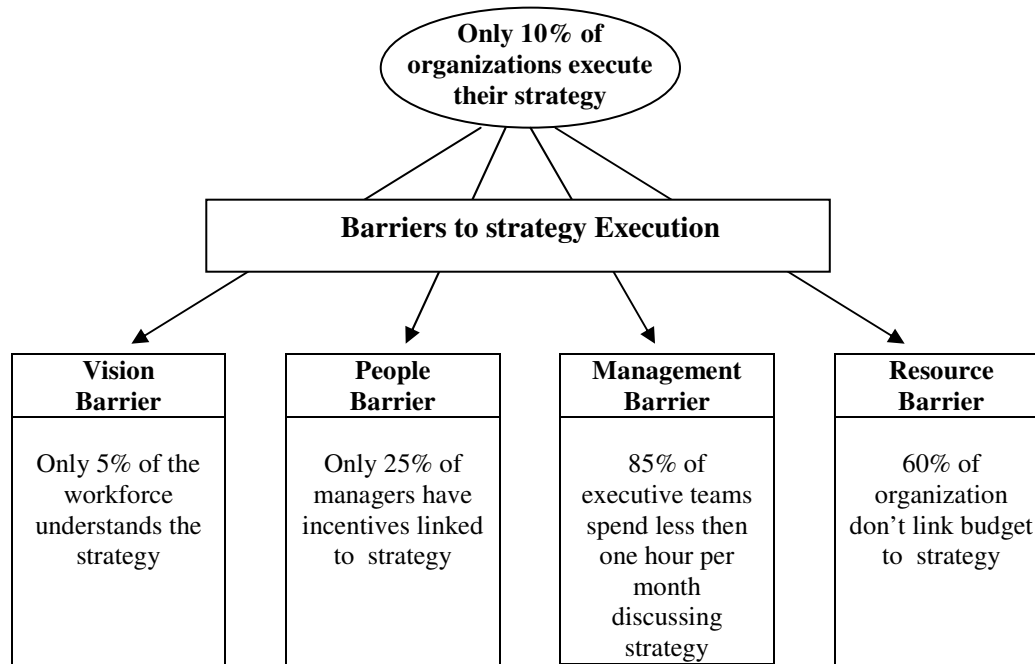 Only 10% of
organizations execute
their strategy
Barriers to strategy Execution
Vision
Barrier
Only 5% of the
workforce
understands the
strategy
People
Barrier
Only 25% of
managers have
incentives linked
to strategy
Management
Barrier
85% of
executive teams
spend less then
one hour per
month
discussing
strategy
Resource
Barrier
60% of
organization
don’t link budget
to strategy